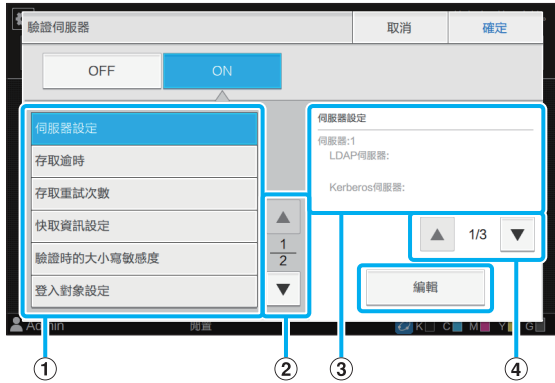 驗證伺服器
取消
確定
OFF
ON
伺服器設定
存取逾時
存取重試次數
快取資訊設定
驗證時的大小寫敏感度
登入對象設定
1
2
伺服器設定
伺服器:1
LDAP伺服器:
Kerberos伺服器:
1/3
編輯
Admin
閒置
K C M Y G
1 2 3 4